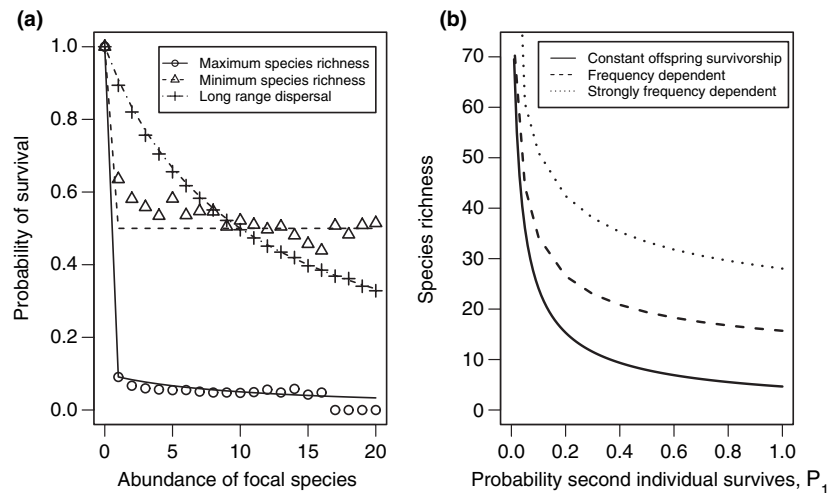 (a)
1.0
0.8
0.6
0.4
0.2
0.0
Probability of survival
Maximum species richness
Minimum species richness
Long range dispersal
0
5
10
15
20
Abundance of focal species
(b)
70
60
50
40
30
20
10
0
Species richness
Constant offspring survivorship
Frequency dependent
Strongly frequency dependent
0.0
0.2
0.4
0.6
0.8
1.0
Probability second individual survives, P1